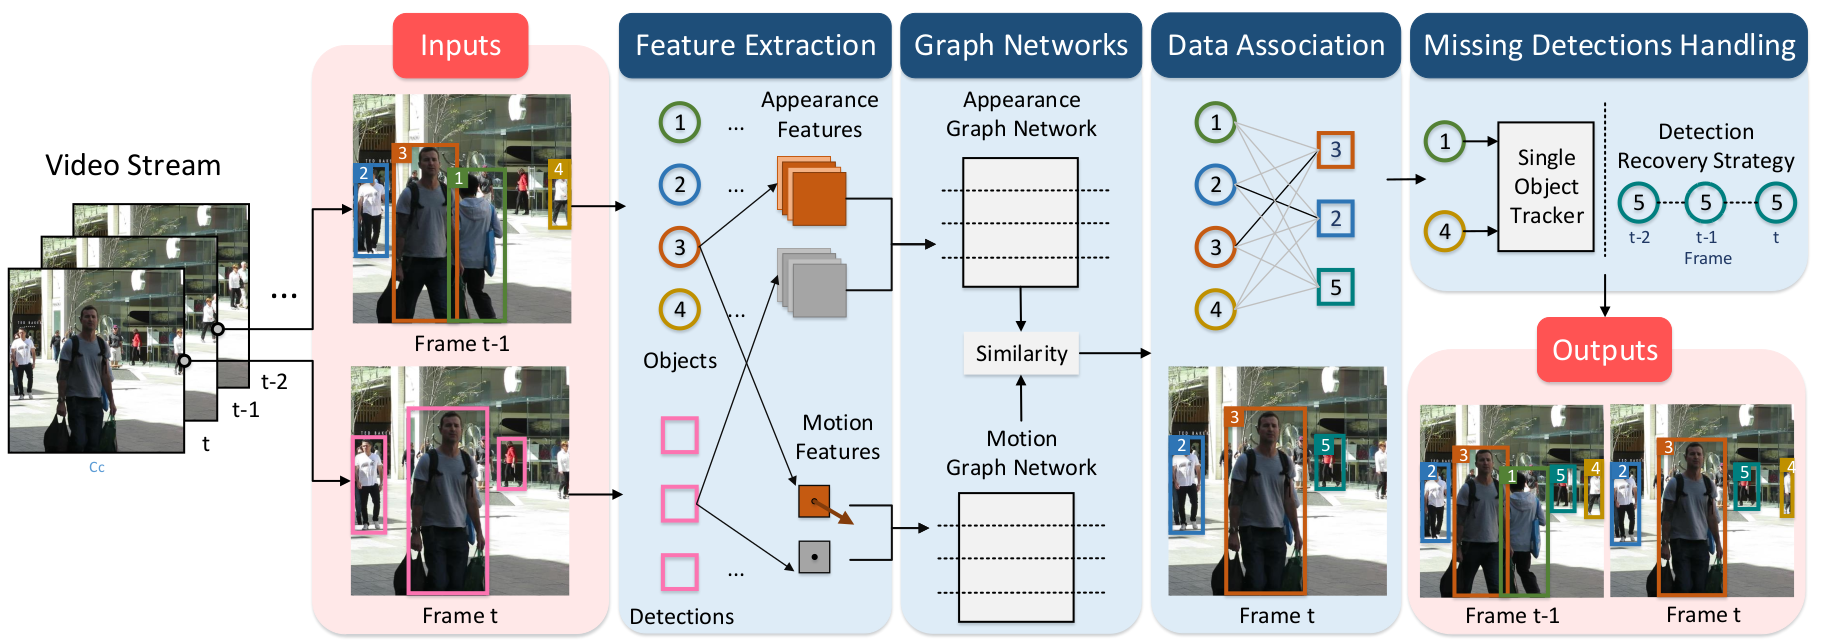 Video Stream
...
t-2
t-1
t
Cc
Inputs
2
3
1
4
Frame t-1
Frame t
Feature Extraction
1
...
2
...
3
4
...
Objects
Appearance
Features
Motion
Features
...
Detections
Graph Networks
Appearance
Graph Network
Similarity
Motion
Graph Network
Data Association
1
2
3
4
3
2
5
2
3
5
Frame t
Missing Detections Handling
1
4
Single
Object
Tracker
Detection
Recovery Strategy
5
5
5
t-2
t-1
t
Frame
Outputs
2
3
1
5
4
Frame t-1
2
3
5
4
Frame t